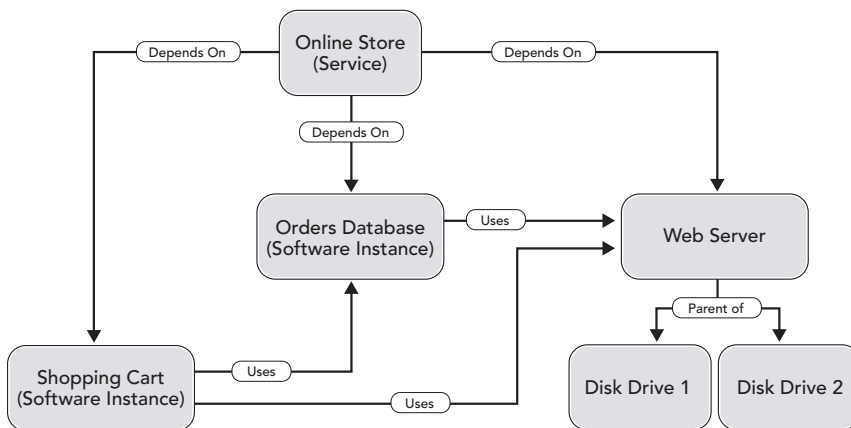 Online Store
(Service)
Depends On
Depends On
Depends On
Orders Database
(Software Instance)
Uses
Web Server
Parent of
Shopping Cart
(Software Instance)
Uses
Uses
Disk Drive 1
Disk Drive 2